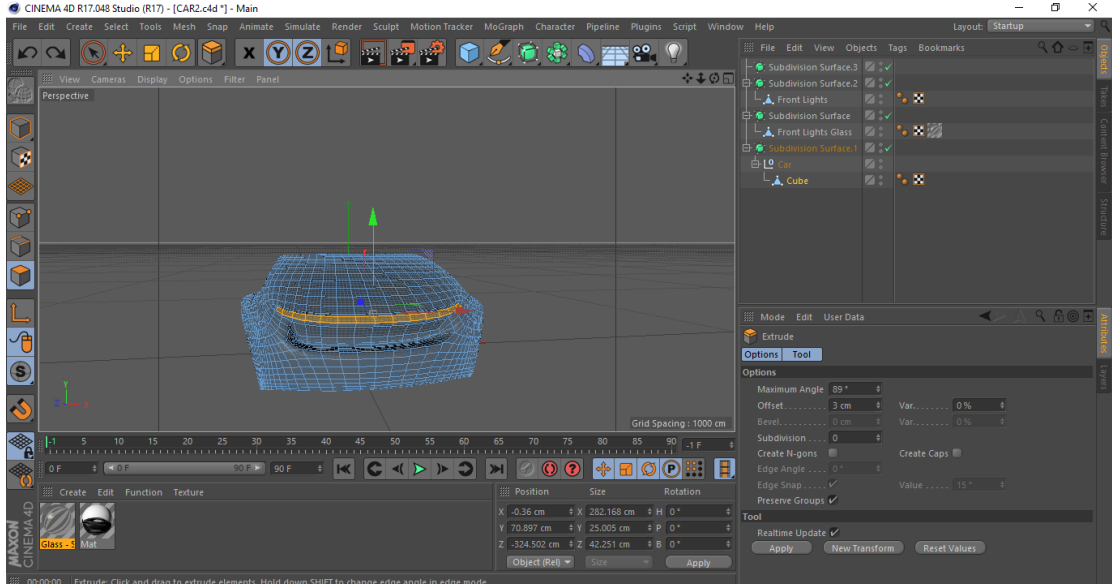 CINEMA 4D R17.048 Studio (R17) - [CAR2.c4d *] - Main
File Edit Create Select Tools Mesh Snap Animate Simulate Render Sculpt Motion Tracker MoGraph Character Pipeline Plugins Script Window Help Layout: Startup
X Y Z
File Edit View Objects Tags Bookmarks
View Cameras Display Options Filter Panel
Perspective
Subdivision Surface.3
Subdivision Surface.2
Front Lights
Subdivision Surface
Front Lights Glass
Subdivision Surface.1
Car
Cube
Objects
Takes
Content Browser
Structure
Y
Z X
Grid Spacing : 1000 cm
Mode Edit User Data
Extrude
Options Tool
Options
Maximum Angle 89 °
Offset 3 cm Var. 0 %
Bevel 0 cm Var. 0 %
Subdivision 0
Create N-gons Create Caps
Edge Angle 0 °
Edge Snap Value 15 °
Preserve Groups
Tool
Realtime Update
Apply New Transform Reset Values
Attributes
Layers
-1 5 10 15 20 25 30 35 40 45 50 55 60 65 70 75 80 85 90 -1 F
0 F 0 F 90 F 90 F
Create Edit Function Texture
Glass - S Mat
Position Size Rotation
X -0.36 cm X 282.168 cm H 0 °
Y 70.897 cm Y 25.005 cm P 0 °
Z -324.502 cm Z 42.251 cm B 0 °
Object (Rel) Size Apply
MAXON
CINEMA 4D
00:00:00 Extrude: Click and drag to extrude elements. Hold down SHIFT to change edge angle in edge mode.